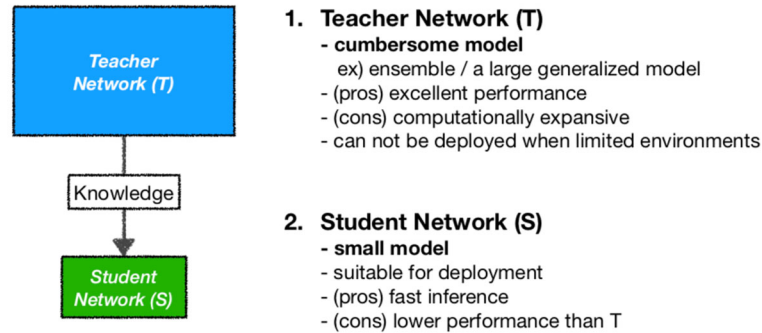 Teacher
Network (T)
Knowledge
Student
Network (S)
1. Teacher Network (T)
- cumbersome model
ex) ensemble / a large generalized model
- (pros) excellent performance
- (cons) computationally expansive
- can not be deployed when limited environments
2. Student Network (S)
- small model
- suitable for deployment
- (pros) fast inference
- (cons) lower performance than T